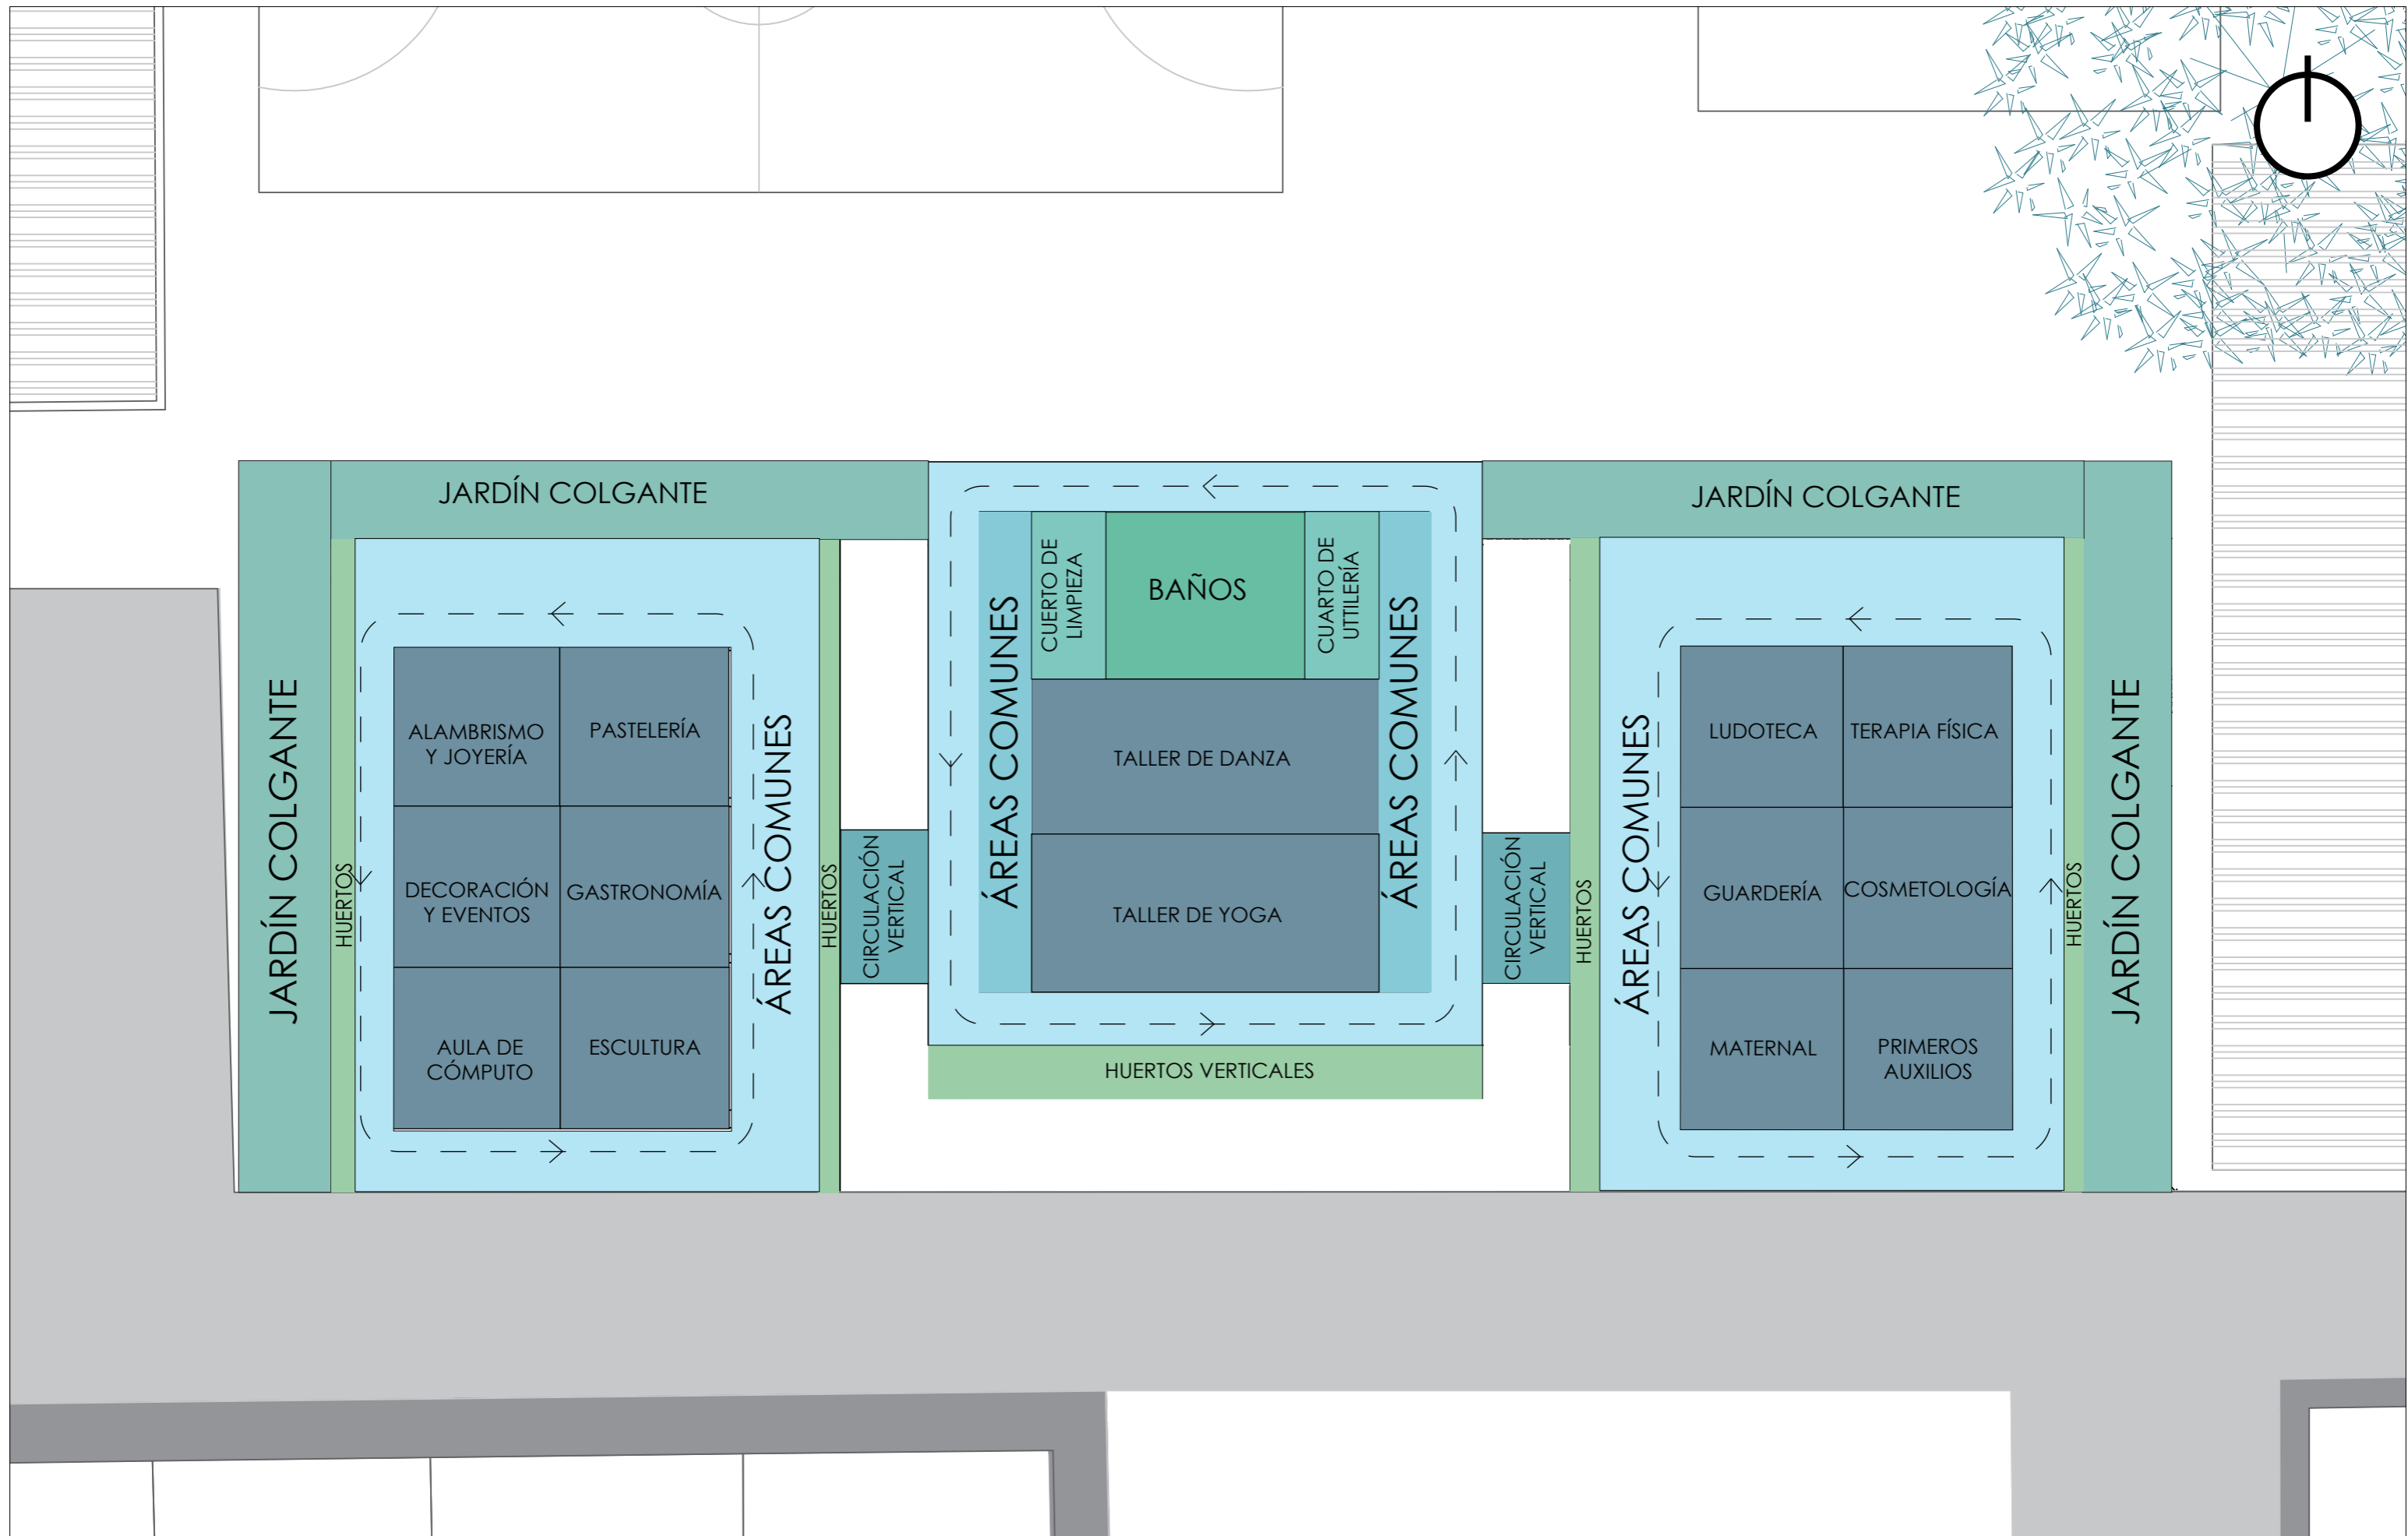 JARDÍN COLGANTE
JARDÍN COLGANTE
JARDÍN COLGANTE
HUERTOS
ALAMBRISMO
Y JOYERÍA
PASTELERÍA
DECORACIÓN
Y EVENTOS
GASTRONOMÍA
AULA DE
CÓMPUTO
ESCULTURA
ÁREAS COMUNES
HUERTOS
CIRCULACIÓN
VERTICAL
ÁREAS COMUNES
CUERTO DE
LIMPIEZA
BAÑOS
CUARTO DE
UTTILERÍA
TALLER DE DANZA
TALLER DE YOGA
ÁREAS COMUNES
HUERTOS VERTICALES
CIRCULACIÓN
VERTICAL
HUERTOS
ÁREAS COMUNES
LUDOTECA
TERAPIA FÍSICA
GUARDERÍA
COSMETOLOGÍA
MATERNAL
PRIMEROS
AUXILIOS
HUERTOS
JARDÍN COLGANTE